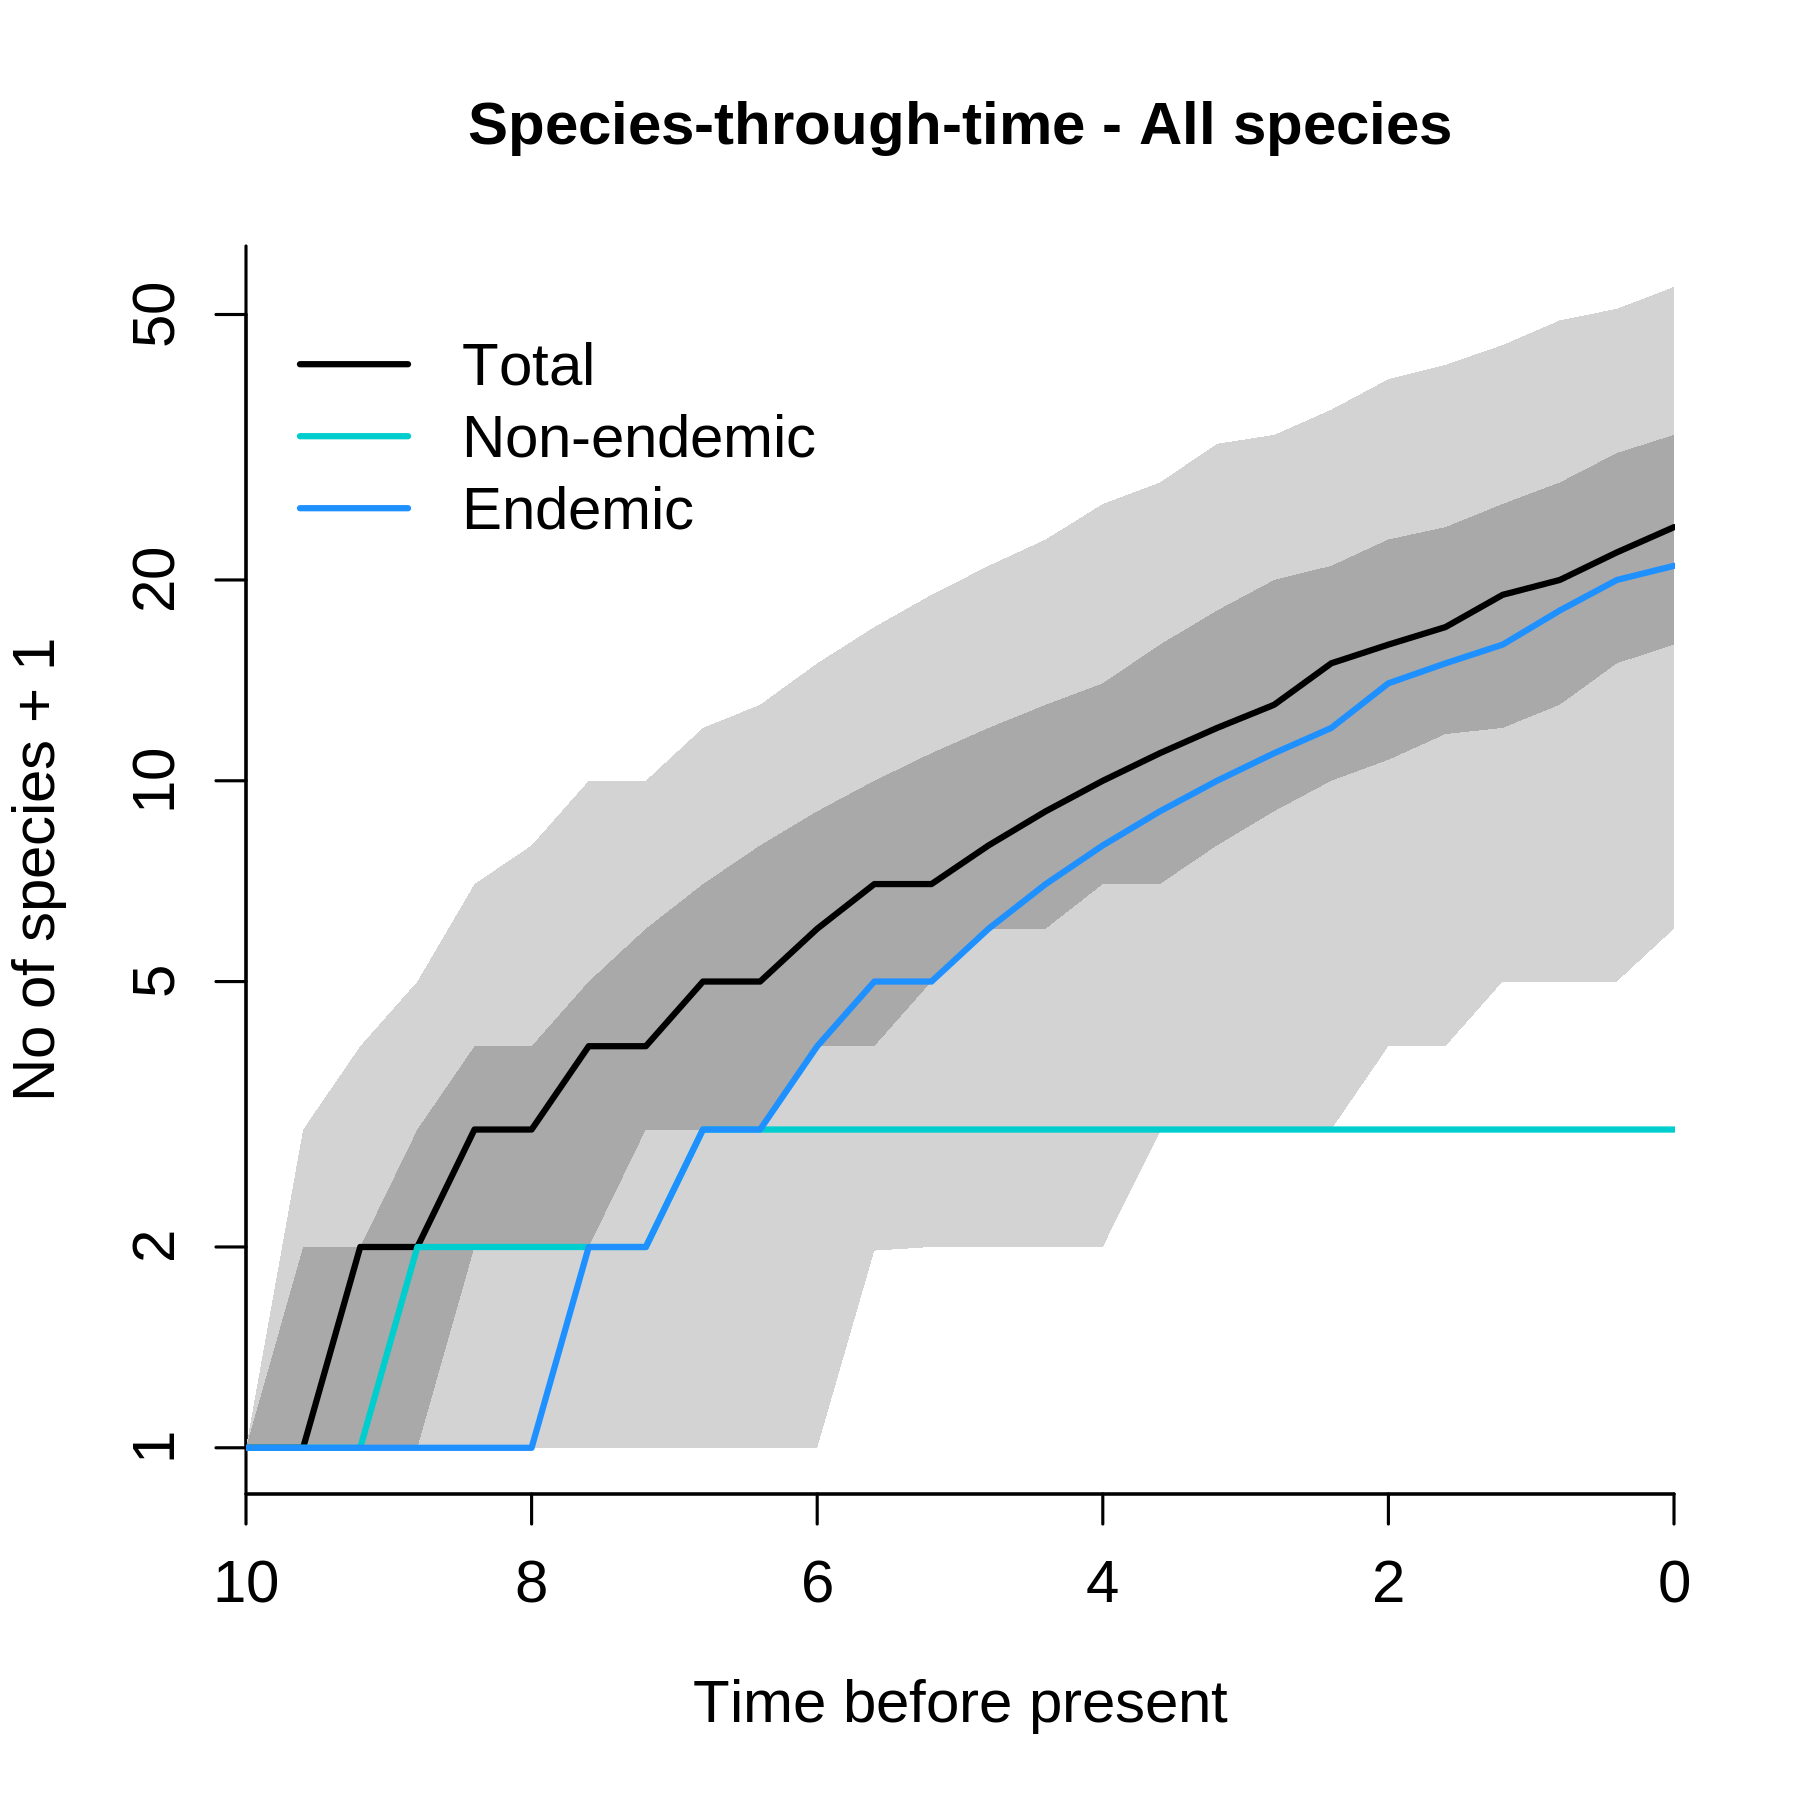 Species-through-time - All species
Total
Non-endemic
Endemic
No of species + 1
50
20
10
5
2
1
10 8 6 4 2 0
Time before present